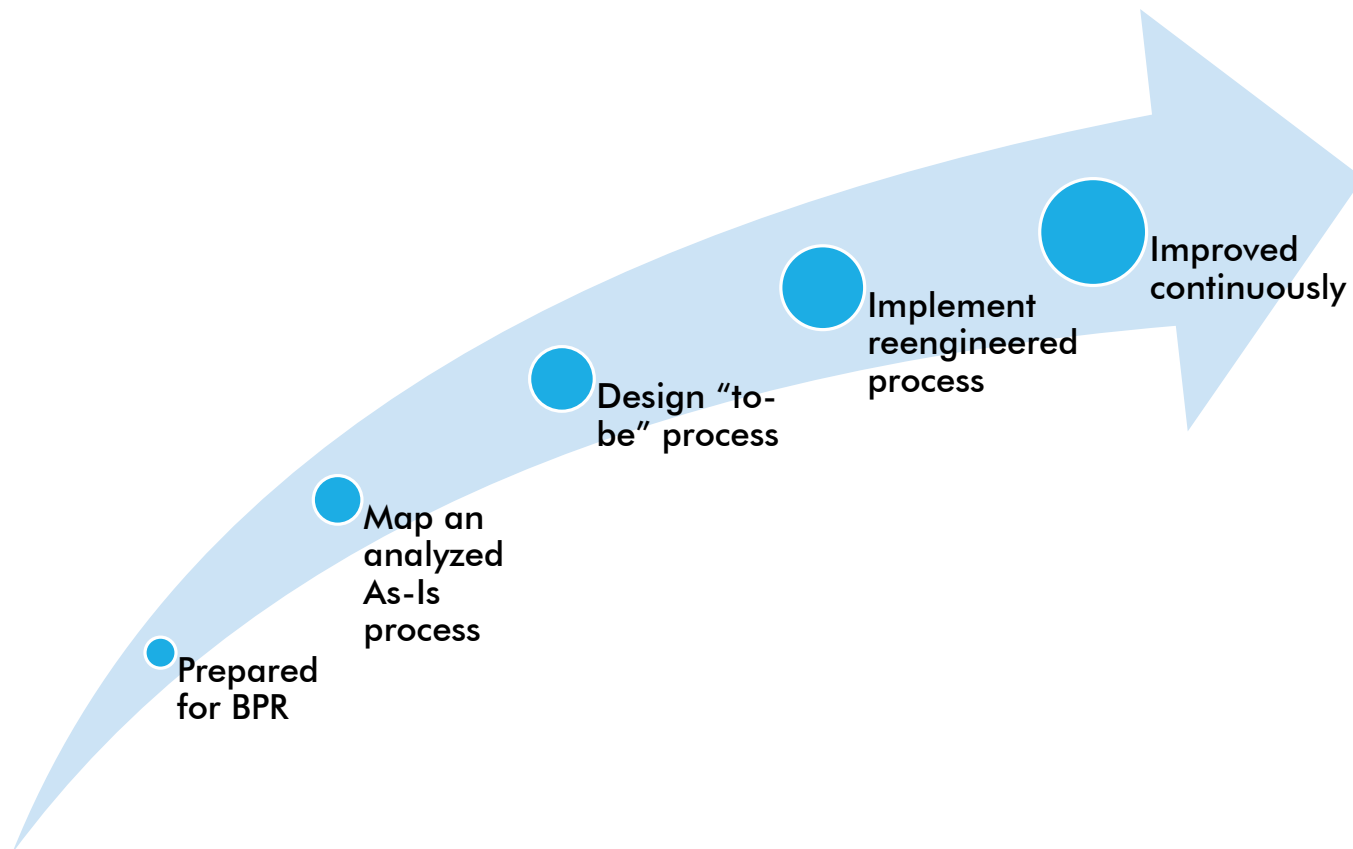 Prepared
for BPR
Map an
analyzed
As-Is
process
Design “to-
be” process
Implement
reengineered
process
Improved
continuously